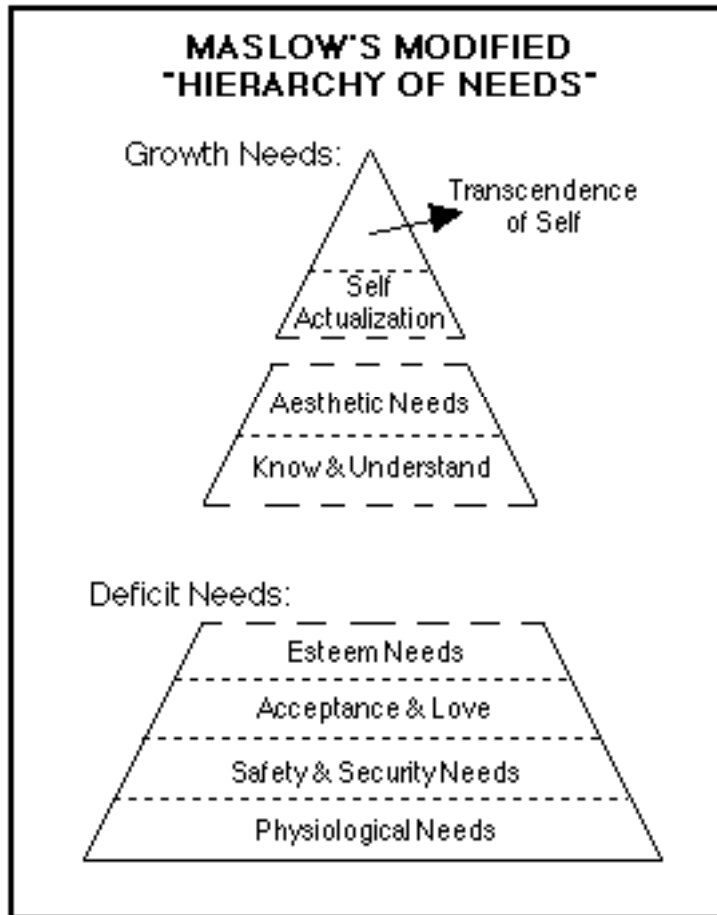 MASLOW'S MODIFIED
"HIERARCHY OF NEEDS"
Growth Needs:
Transcendence
of Self
Self
Actualization
Aesthetic Needs
Know & Understand
Deficit Needs:
Esteem Needs
Acceptance & Love
Safety & Security Needs
Physiological Needs